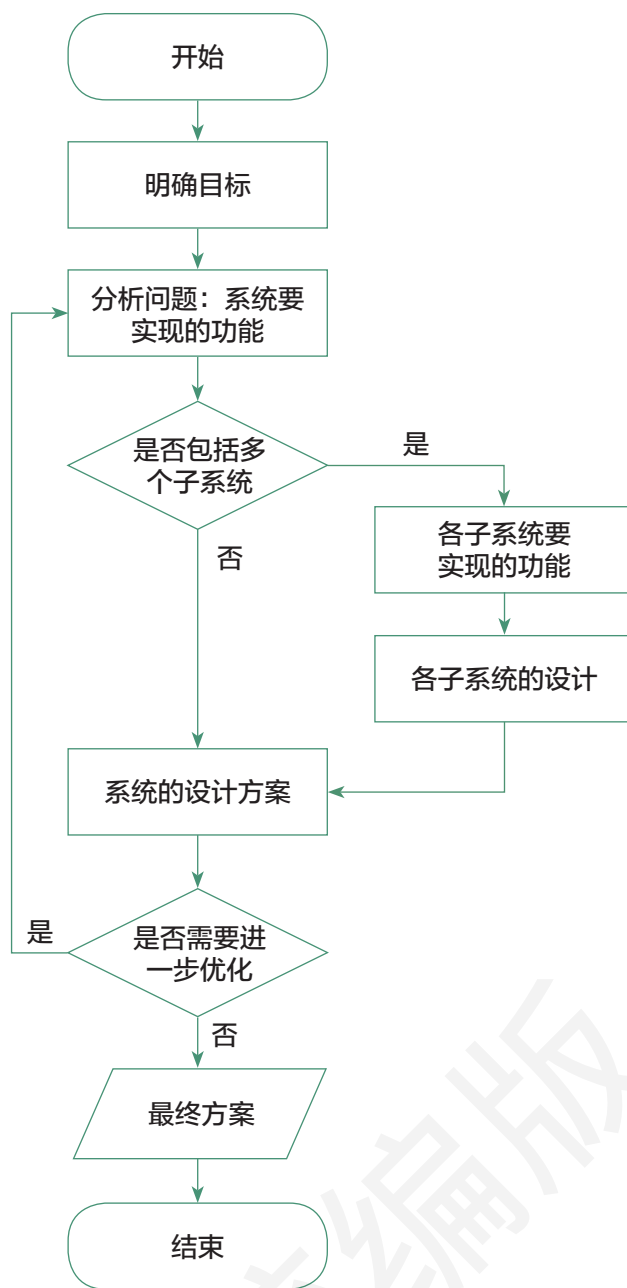 开始
明确目标
分析问题：系统要
实现的功能
是否包括多
个子系统
是
否
各子系统要
实现的功能
各子系统的设计
系统的设计方案
是否需要进
一步优化
是
否
最终方案
结束
编版